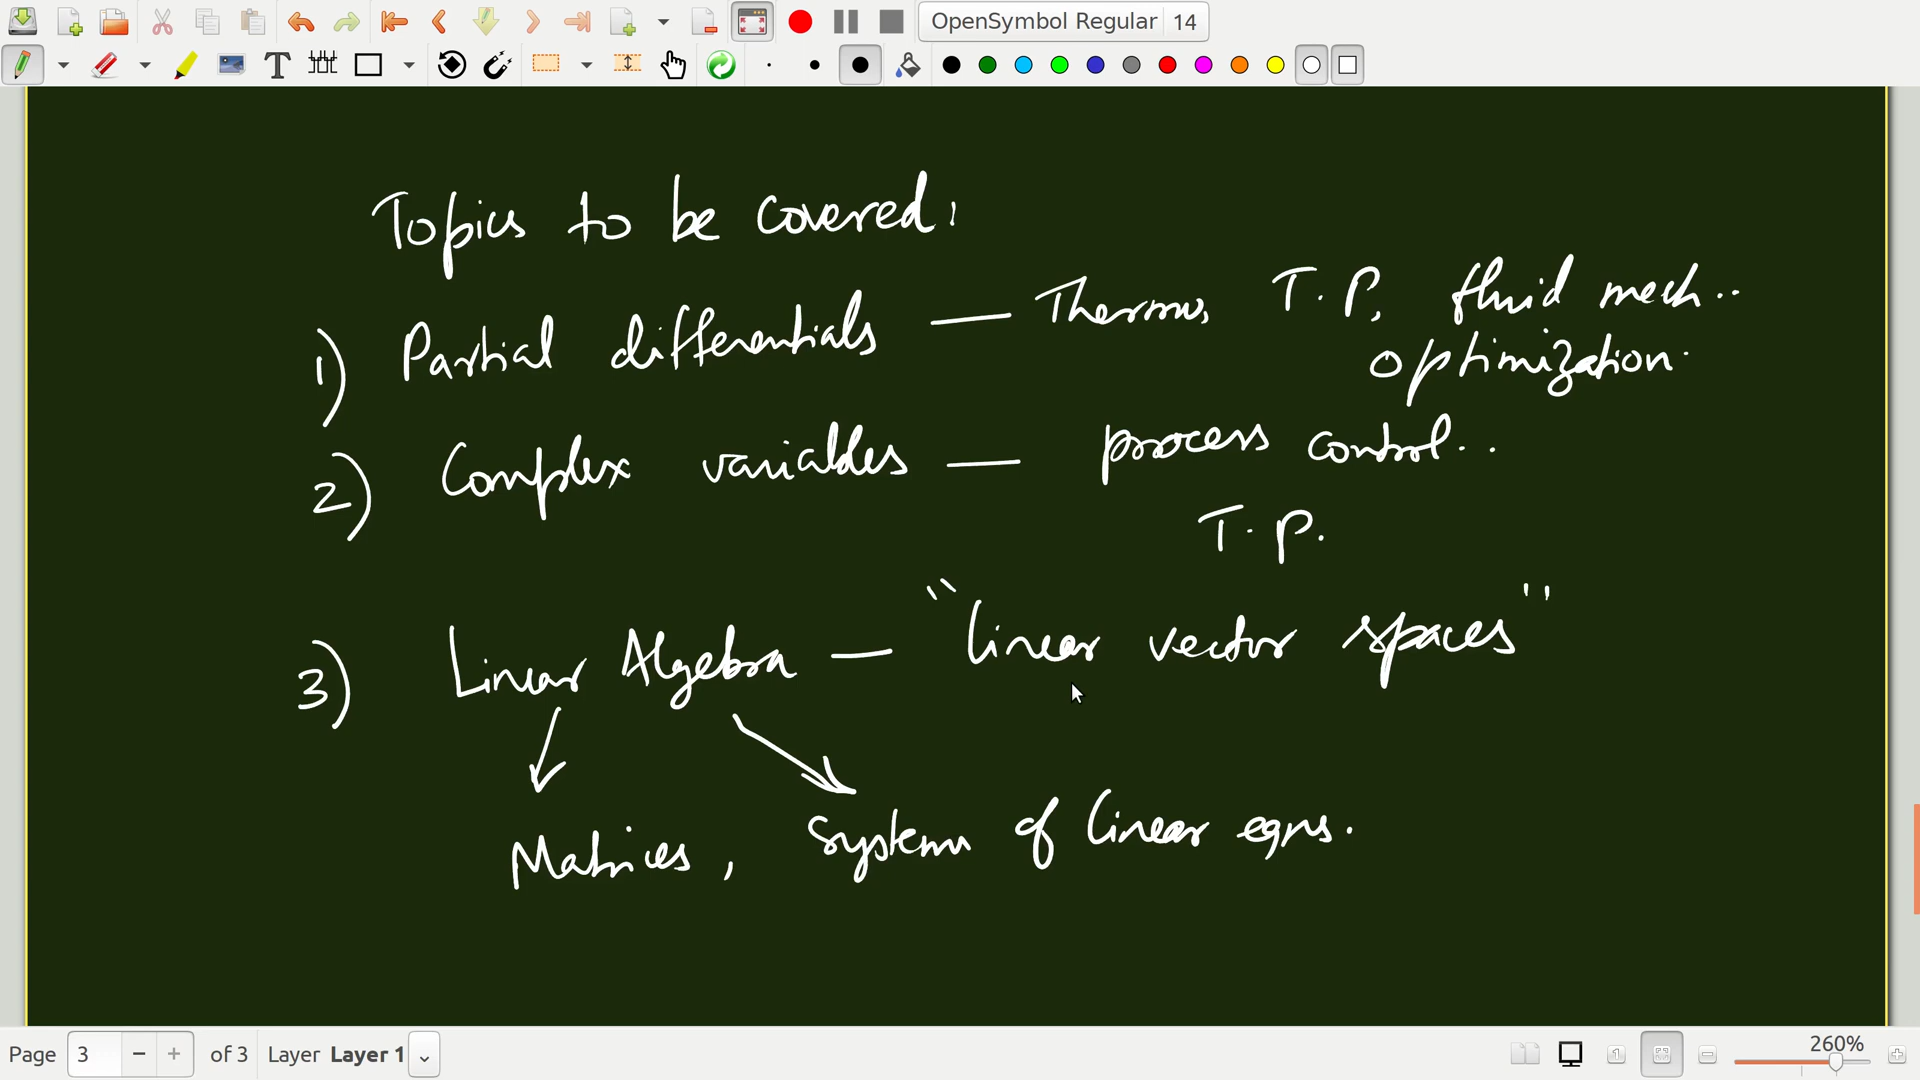 OpenSymbol Regular 14
Topics to be covered:
1) Partial differentials — Thermo, T.P, fluid mech..
optimization.
2) Complex variables — process control..
T.P.
3) Linear Algebra — "linear vector spaces"
Matrices, systems of linear eqns.
Page 3 of 3 Layer Layer 1 260%